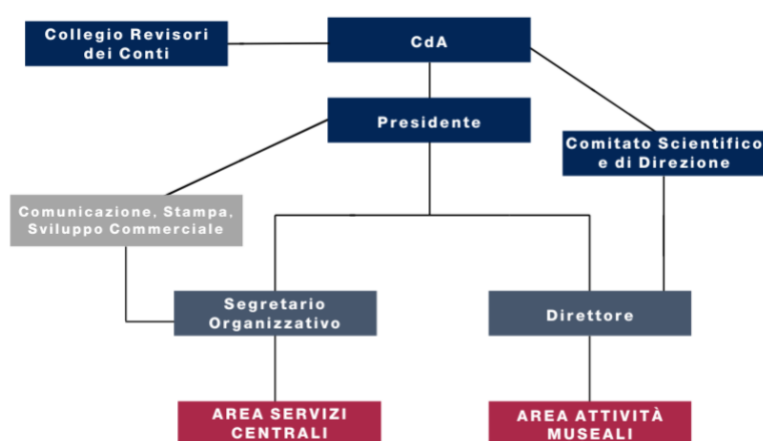 Collegio Revisori
dei Conti
CdA
Presidente
Comitato Scientifico
e di Direzione
Comunicazione, Stampa,
Sviluppo Commerciale
Segretario
Organizzativo
Direttore
AREA SERVIZI
CENTRALI
AREA ATTIVITÀ
MUSEALI